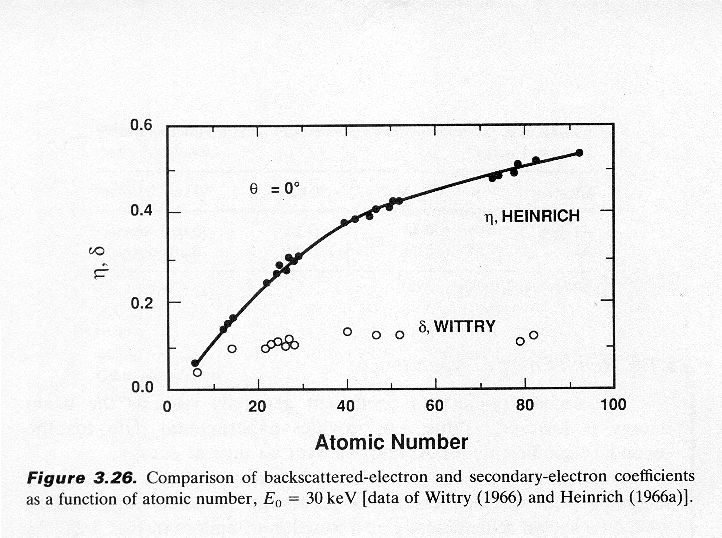 0.6
θ = 0°
0.4
η, HEINRICH
η, δ
0.2
δ, WITTRY
0.0
0 20 40 60 80 100
Atomic Number
Figure 3.26. Comparison of backscattered-electron and secondary-electron coefficients
as a function of atomic number, E₀ = 30 keV [data of Wittry (1966) and Heinrich (1966a)].